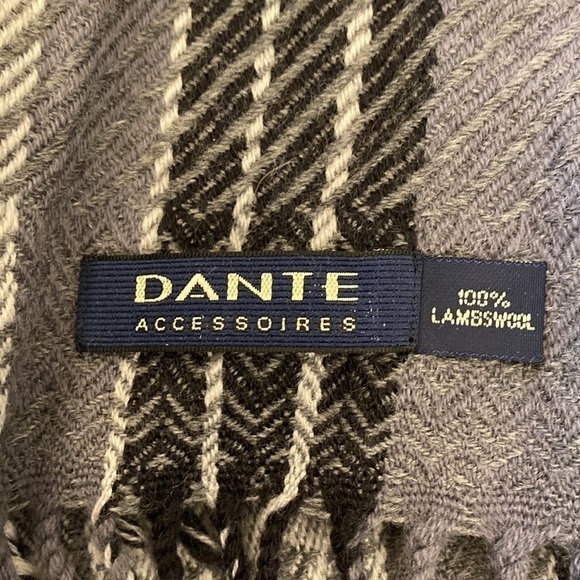 DANTE
ACCESSOIRES
100%
LAMBSWOOL